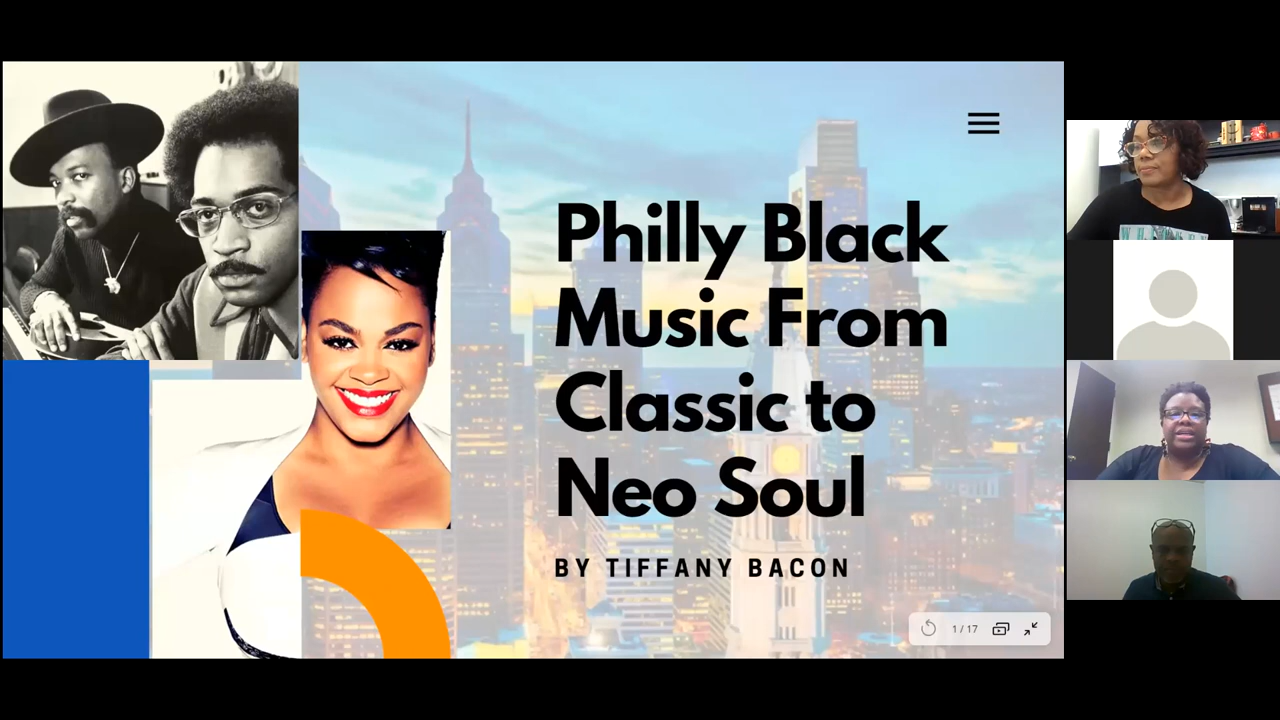 Philly Black
Music From
Classic to
Neo Soul
BY TIFFANY BACON
1 / 17